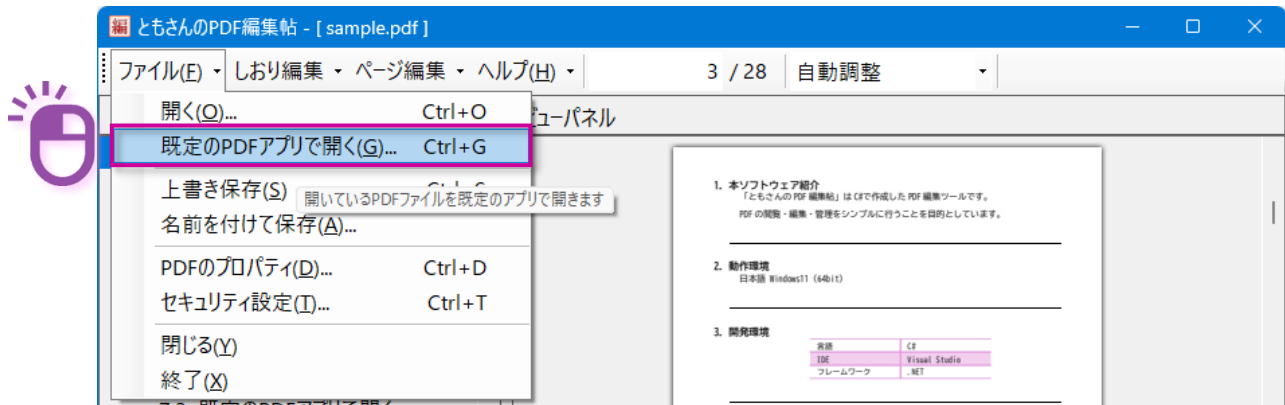 編 ともさんのPDF編集帖 - [ sample.pdf ]
ファイル(F) しおり編集 ページ編集 ヘルプ(H) 3 / 28 自動調整
開く(O)... Ctrl+O
ューパネル
既定のPDFアプリで開く(G)... Ctrl+G
上書き保存(S)
開いているPDFファイルを既定のアプリで開きます
名前を付けて保存(A)...
PDFのプロパティ(D)... Ctrl+D
セキュリティ設定(T)... Ctrl+T
閉じる(Y)
終了(X)
1. 本ソフトウェア紹介
「ともさんの PDF 編集帖」は C#で作成した PDF 編集ツールです。
PDF の閲覧・編集・管理をシンプルに行うことを目的としています。
2. 動作環境
日本語 Windows11 (64bit)
3. 開発環境
言語 C#
IDE Visual Studio
フレームワーク .NET